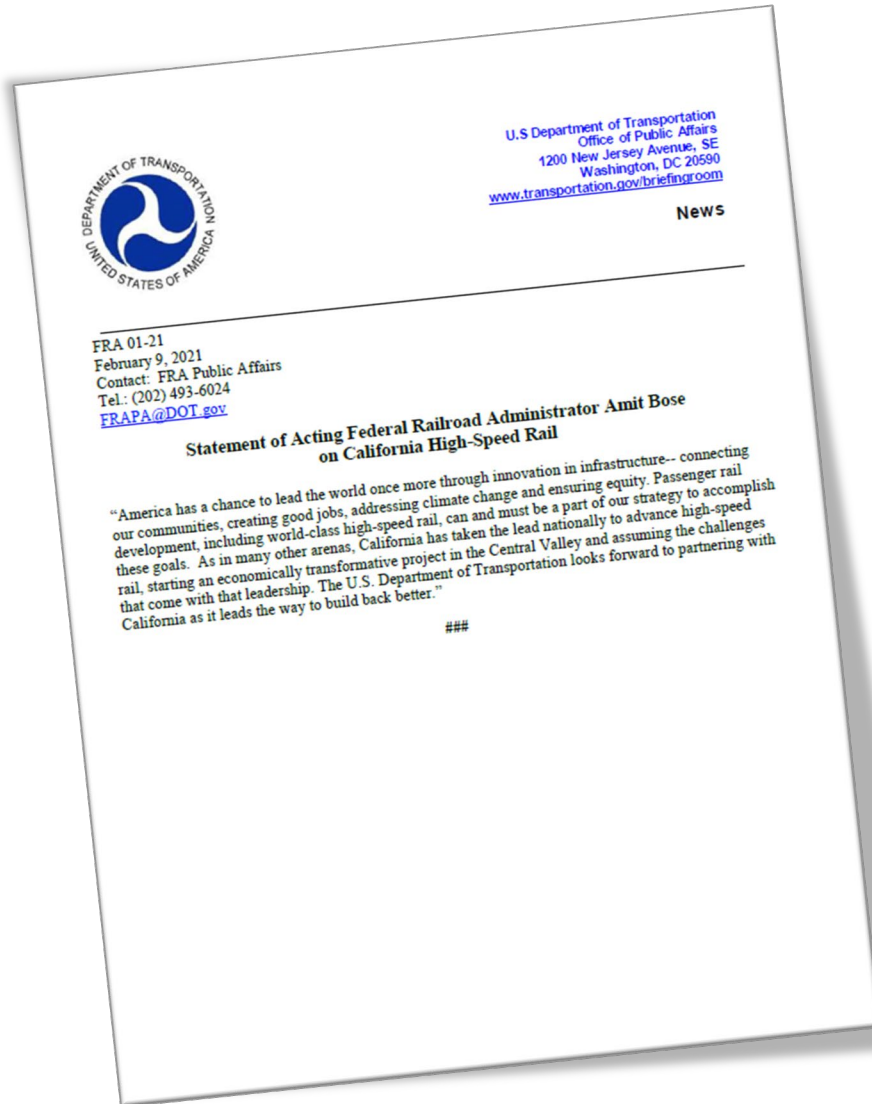 DEPARTMENT OF TRANSPORTATION
UNITED STATES OF AMERICA
U.S Department of Transportation
Office of Public Affairs
1200 New Jersey Avenue, SE
Washington, DC 20590
www.transportation.gov/briefingroom
News
FRA 01-21
February 9, 2021
Contact:  FRA Public Affairs
Tel.: (202) 493-6024
FRAPA@DOT.gov
Statement of Acting Federal Railroad Administrator Amit Bose
on California High-Speed Rail
“America has a chance to lead the world once more through innovation in infrastructure-- connecting
our communities, creating good jobs, addressing climate change and ensuring equity. Passenger rail
development, including world-class high-speed rail, can and must be a part of our strategy to accomplish
these goals.  As in many other arenas, California has taken the lead nationally to advance high-speed
rail, starting an economically transformative project in the Central Valley and assuming the challenges
that come with that leadership. The U.S. Department of Transportation looks forward to partnering with
California as it leads the way to build back better.”
###